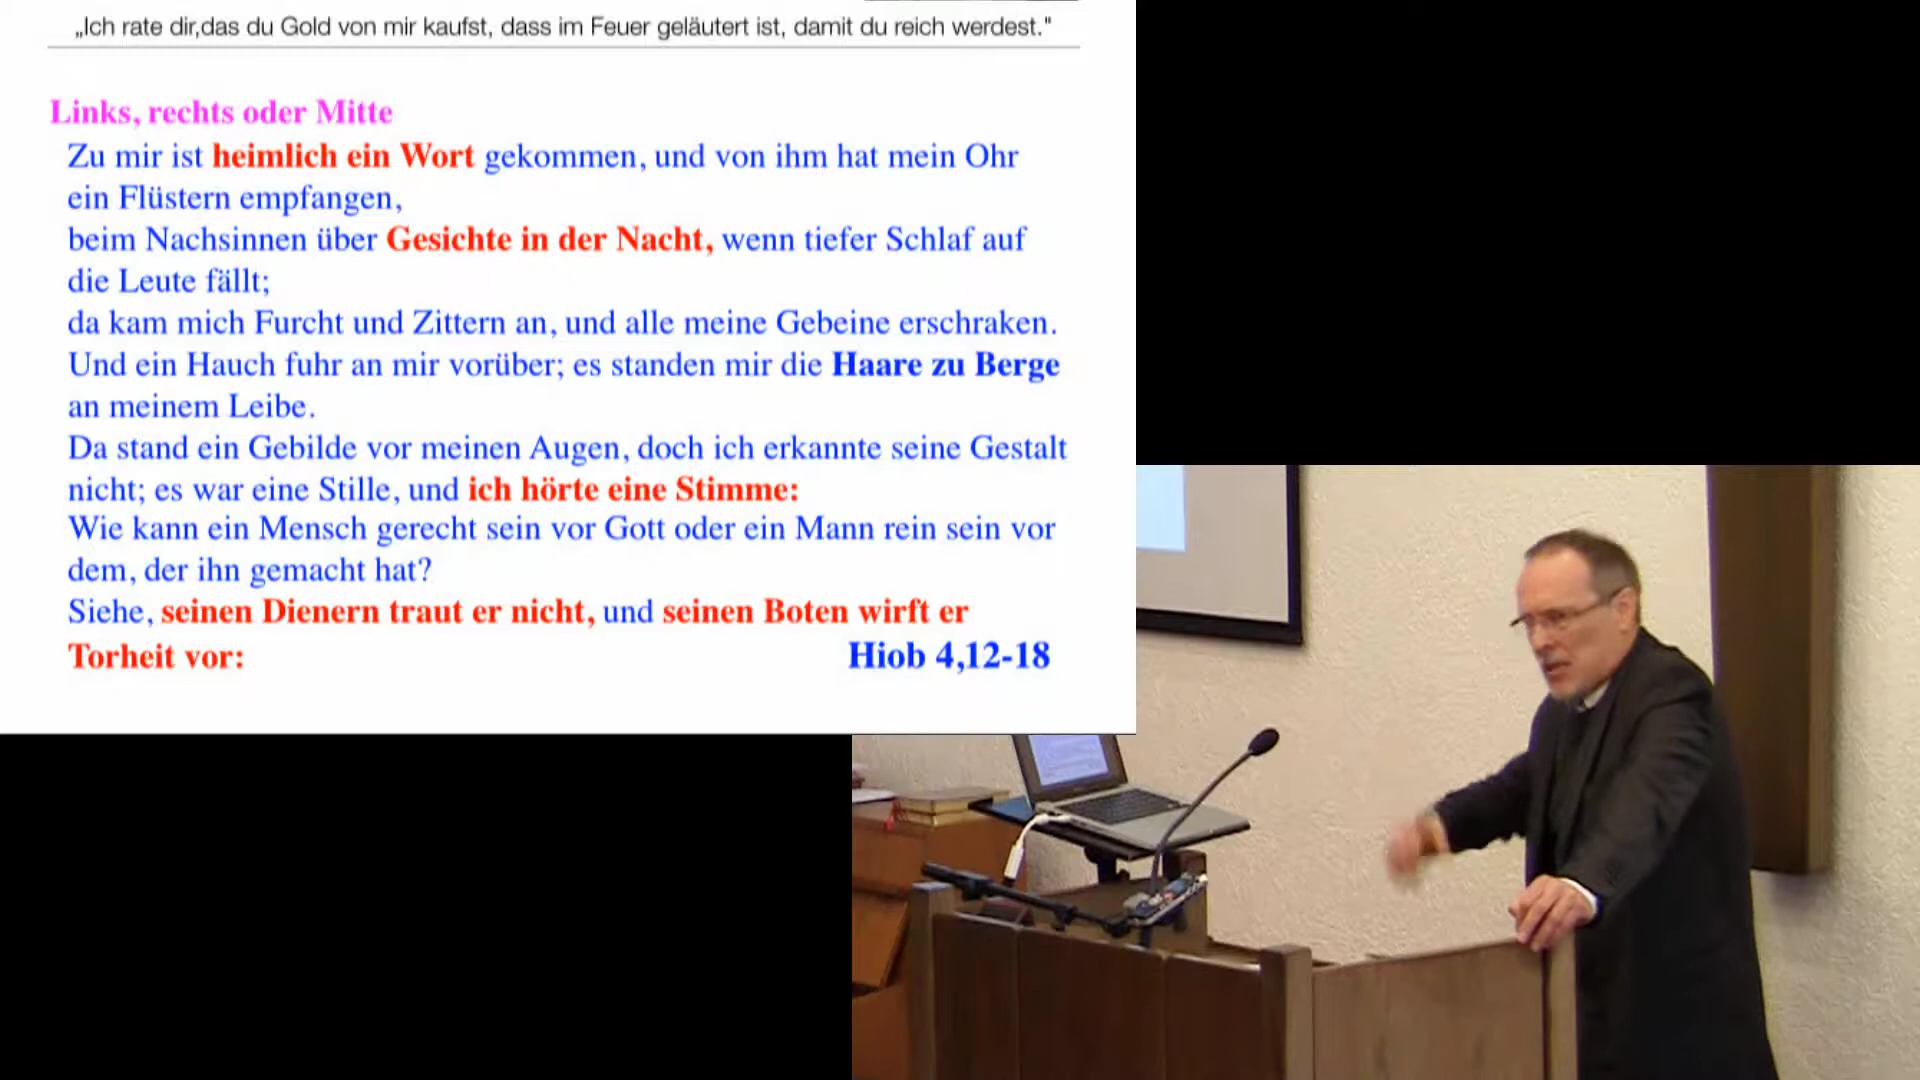 „Ich rate dir,das du Gold von mir kaufst, dass im Feuer geläutert ist, damit du reich werdest."
Links, rechts oder Mitte
Zu mir ist heimlich ein Wort gekommen, und von ihm hat mein Ohr
ein Flüstern empfangen,
beim Nachsinnen über Gesichte in der Nacht, wenn tiefer Schlaf auf
die Leute fällt;
da kam mich Furcht und Zittern an, und alle meine Gebeine erschraken.
Und ein Hauch fuhr an mir vorüber; es standen mir die Haare zu Berge
an meinem Leibe.
Da stand ein Gebilde vor meinen Augen, doch ich erkannte seine Gestalt
nicht; es war eine Stille, und ich hörte eine Stimme:
Wie kann ein Mensch gerecht sein vor Gott oder ein Mann rein sein vor
dem, der ihn gemacht hat?
Siehe, seinen Dienern traut er nicht, und seinen Boten wirft er
Torheit vor: Hiob 4,12-18